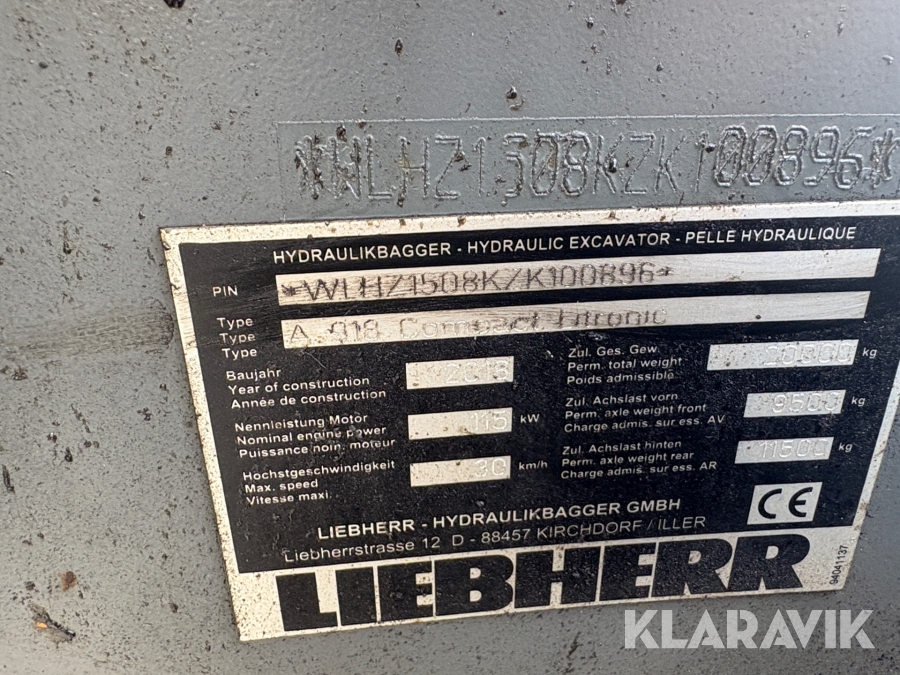 *WLHZ1508KZK100896*
HYDRAULIKBAGGER - HYDRAULIC EXCAVATOR - PELLE HYDRAULIQUE
PIN *WLHZ1508KZK100896*
Type
Type A 918 Compact Litronic
Type
Baujahr
Year of construction 2018
Année de construction
Nennleistung Motor
Nominal engine power 115 kW
Puissance nom. moteur
Höchstgeschwindigkeit
Max. speed 30 km/h
Vitesse maxi.
Zul. Ges. Gew.
Perm. total weight kg
Poids admissible
Zul. Achslast vorn
Perm. axle weight front 9500 kg
Charge admis. sur ess. AV
Zul. Achslast hinten
Perm. axle weight rear 11500 kg
Charge admis. sur ess. AR
CE
LIEBHERR - HYDRAULIKBAGGER GMBH
Liebherrstrasse 12 D - 88457 KIRCHDORF / ILLER
LIEBHERR
94041137
KLARAVIK